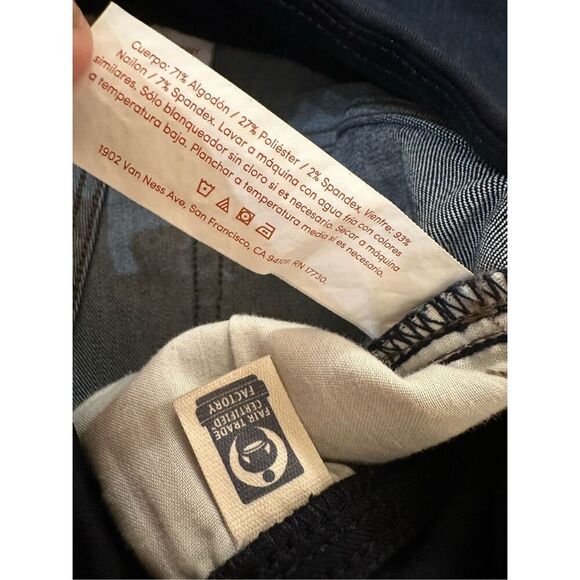 Cuerpo: 71% Algodón / 27% Poliéster / 2% Spandex. Vientre: 93%
Nailon / 7% Spandex. Lavar a máquina con agua fría con colores
similares, Sólo blanqueador sin cloro si es necesario. Secar a máquina
a temperatura baja. Planchar a temperatura media si es necesario.
1902 Van Ness Ave, San Francisco, CA 94109. RN 17730.
FAIR TRADE
CERTIFIED™
FACTORY